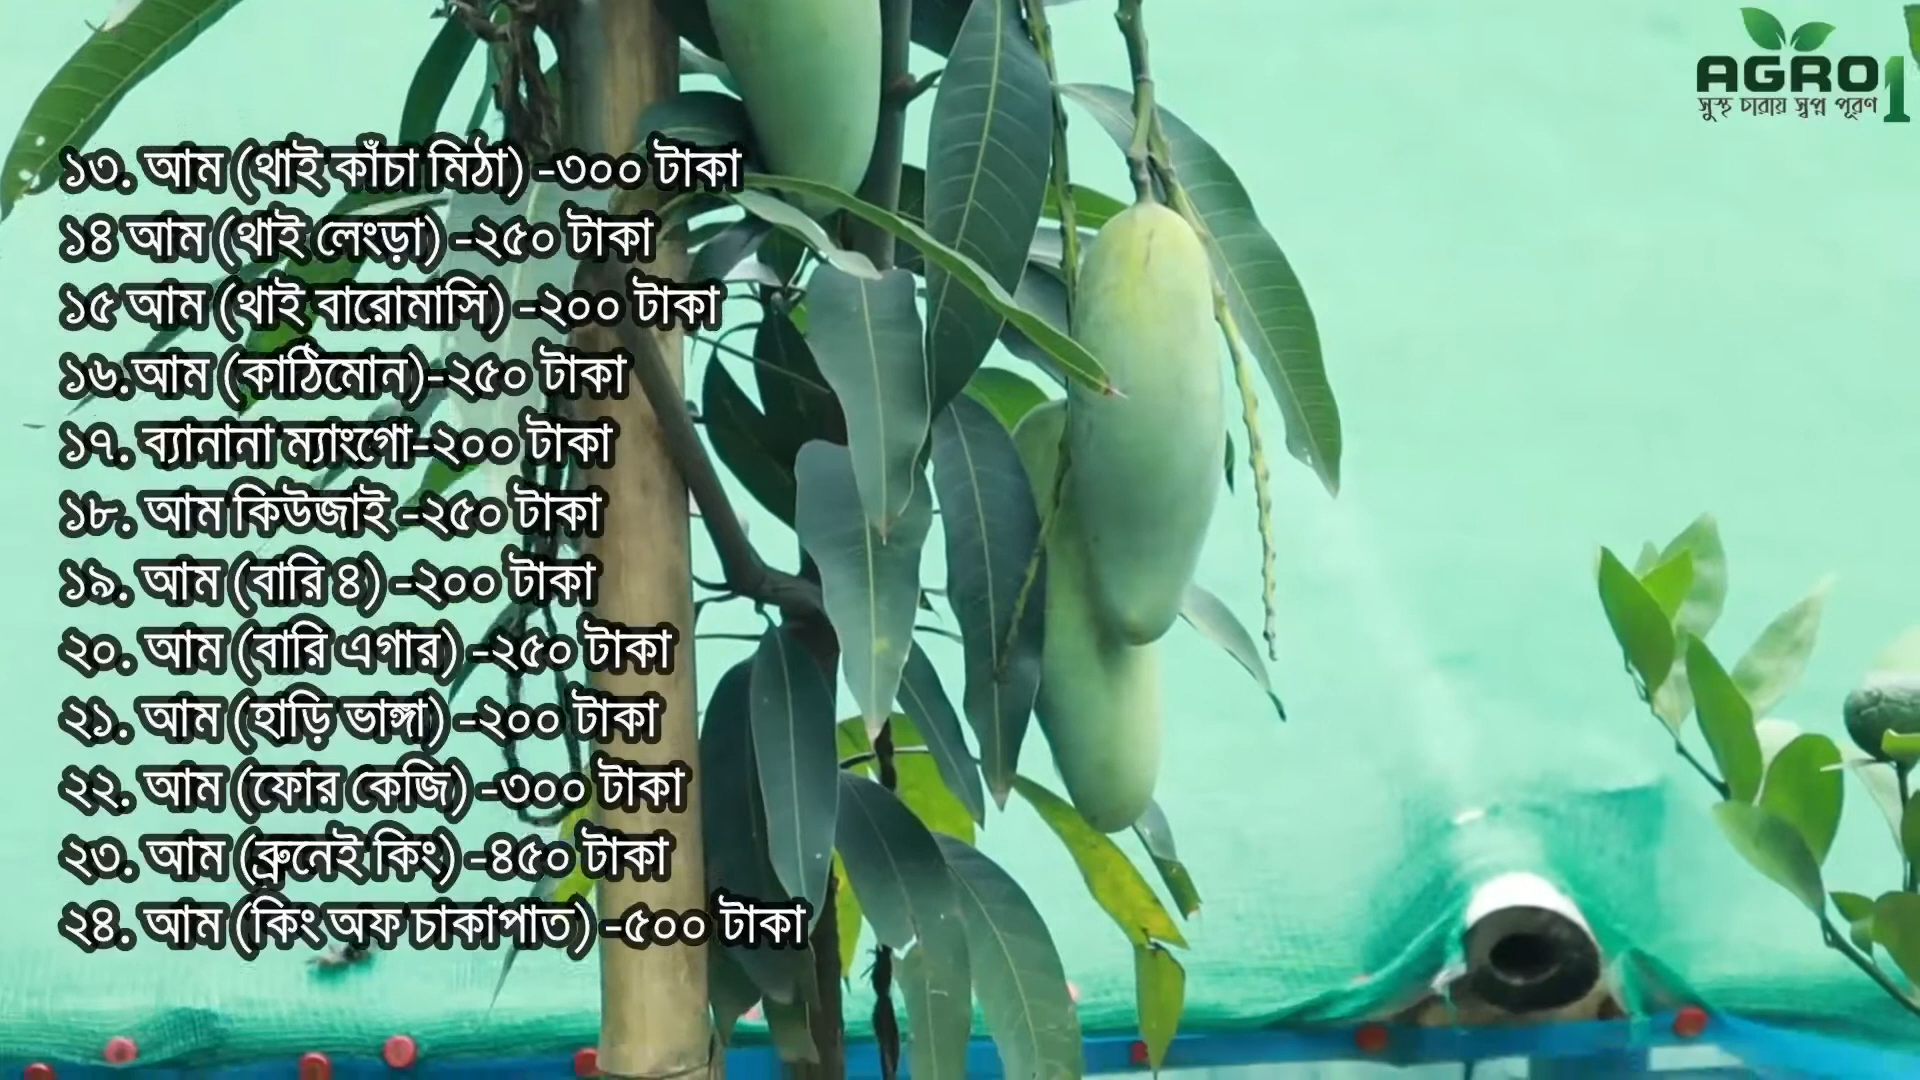 AGRO1
সুস্থ চারায় স্বপ্ন পূরণ
১৩. আম (থাই কাঁচা মিঠা) -৩০০ টাকা
১৪ আম (থাই লেংড়া) -২৫০ টাকা
১৫ আম (থাই বারোমাসি) -২০০ টাকা
১৬.আম (কাঠিমোন)-২৫০ টাকা
১৭. ব্যানানা ম্যাংগো-২০০ টাকা
১৮. আম কিউজাই -২৫০ টাকা
১৯. আম (বারি ৪) -২০০ টাকা
২০. আম (বারি এগার) -২৫০ টাকা
২১. আম (হাড়ি ভাঙ্গা) -২০০ টাকা
২২. আম (ফোর কেজি) -৩০০ টাকা
২৩. আম (ব্রুনেই কিং) -৪৫০ টাকা
২৪. আম (কিং অফ চাকাপাত) -৫০০ টাকা